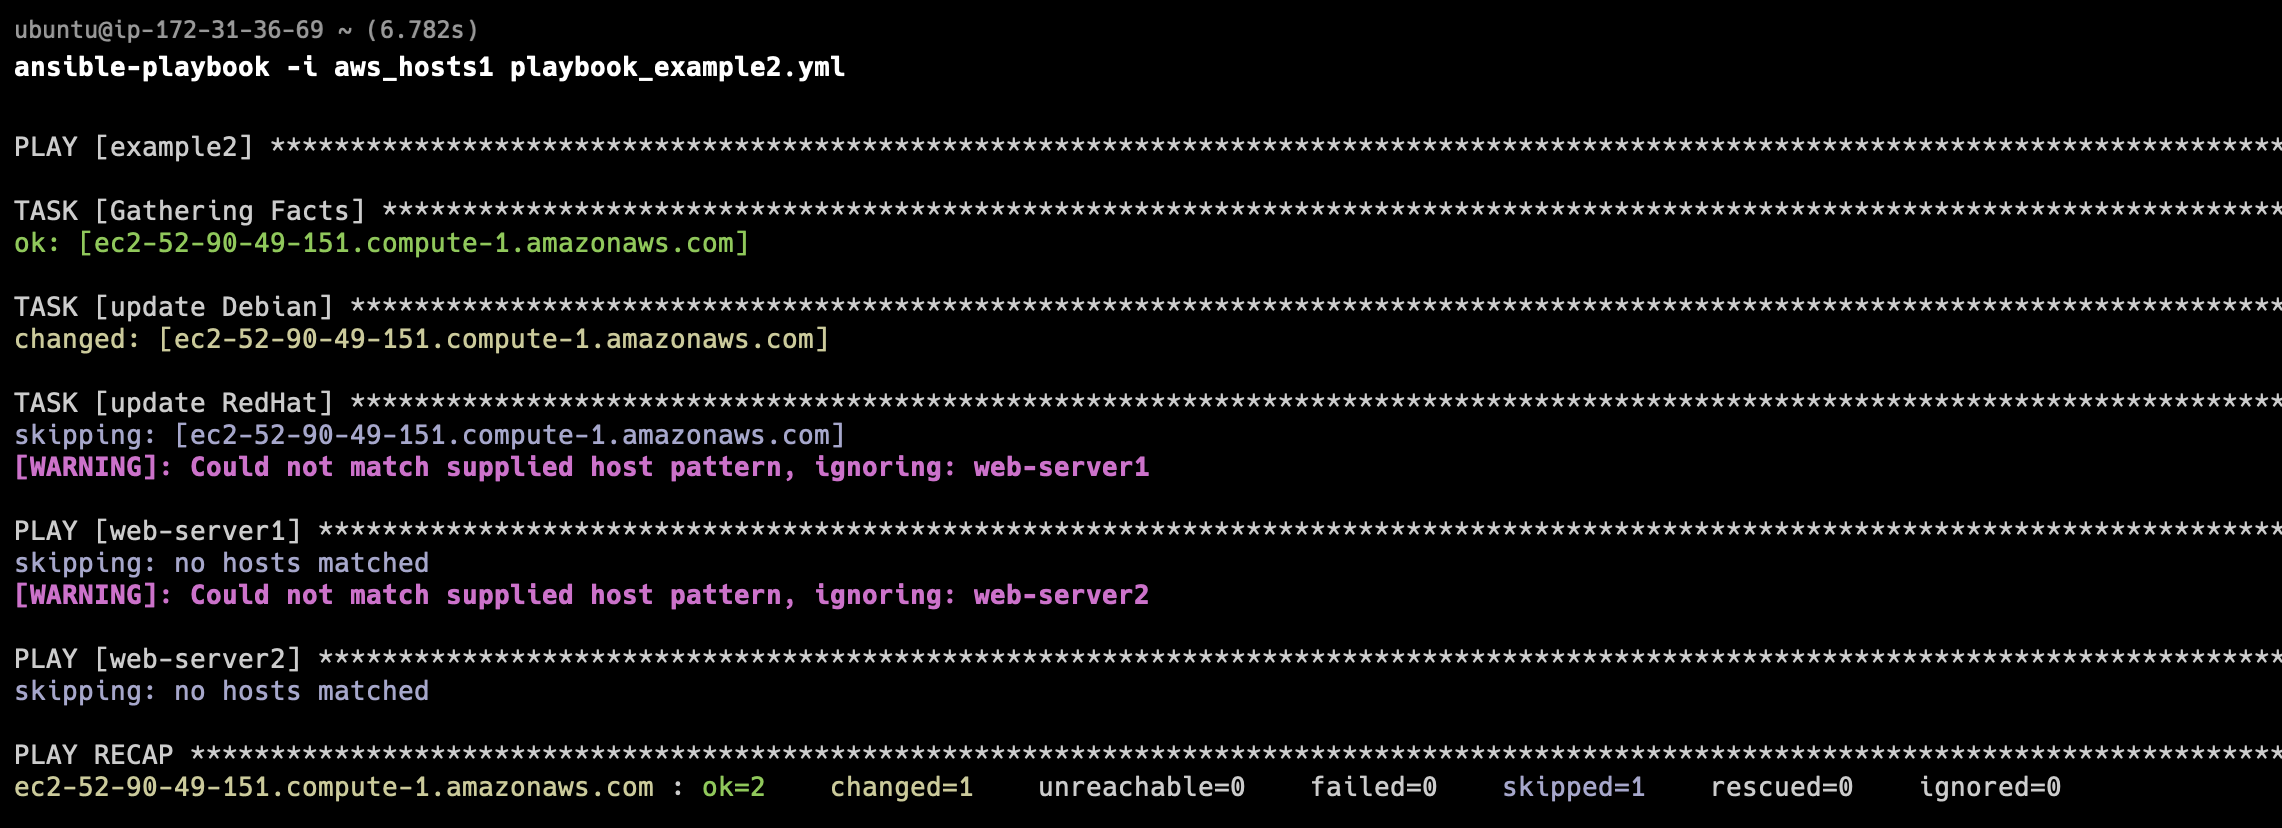 ubuntu@ip-172-31-36-69 ~ (6.782s)
ansible-playbook -i aws_hosts1 playbook_example2.yml
PLAY [example2] ******************************************************************************************************************************
TASK [Gathering Facts] ***********************************************************************************************************************
ok: [ec2-52-90-49-151.compute-1.amazonaws.com]
TASK [update Debian] *************************************************************************************************************************
changed: [ec2-52-90-49-151.compute-1.amazonaws.com]
TASK [update RedHat] *************************************************************************************************************************
skipping: [ec2-52-90-49-151.compute-1.amazonaws.com]
[WARNING]: Could not match supplied host pattern, ignoring: web-server1
PLAY [web-server1] ***************************************************************************************************************************
skipping: no hosts matched
[WARNING]: Could not match supplied host pattern, ignoring: web-server2
PLAY [web-server2] ***************************************************************************************************************************
skipping: no hosts matched
PLAY RECAP ***********************************************************************************************************************************
ec2-52-90-49-151.compute-1.amazonaws.com : ok=2    changed=1    unreachable=0    failed=0    skipped=1    rescued=0    ignored=0